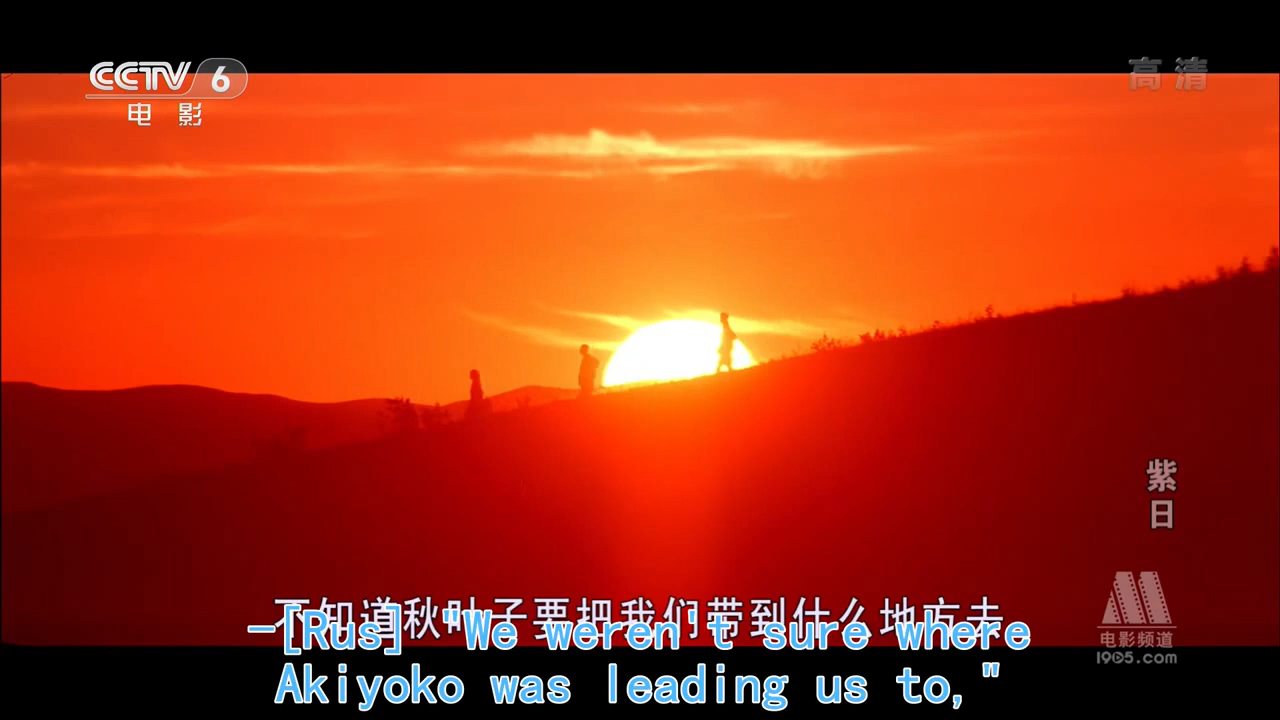 CCTV 6
电影
高清
紫日
不知道秋叶子要把我们带到什么地方去
-[Rus] "We weren't sure where
Akiyoko was leading us to,"
电影频道
1905.com